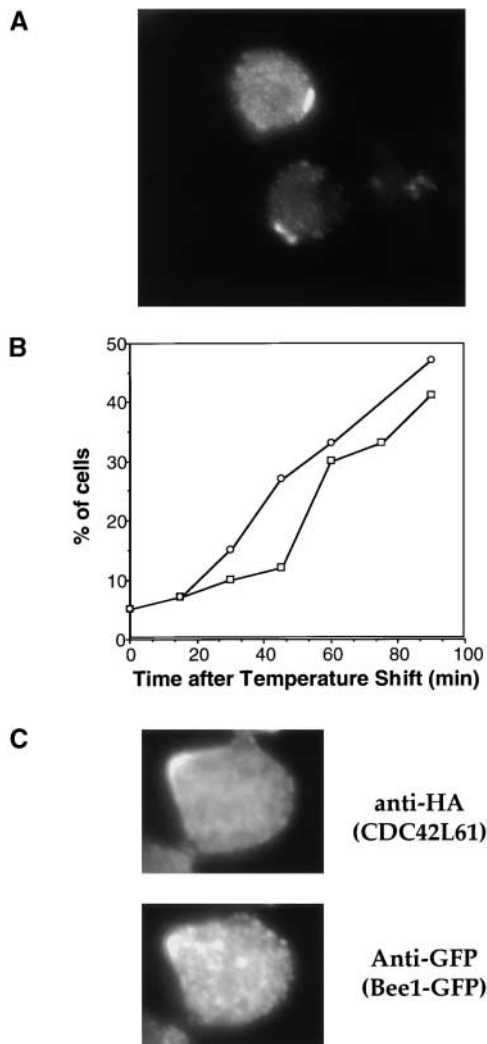 A
B
% of cells
50
40
30
20
10
0
0
20
40
60
80
100
Time after Temperature Shift (min)
C
anti-HA
(CDC42L61)
Anti-GFP
(Bee1-GFP)